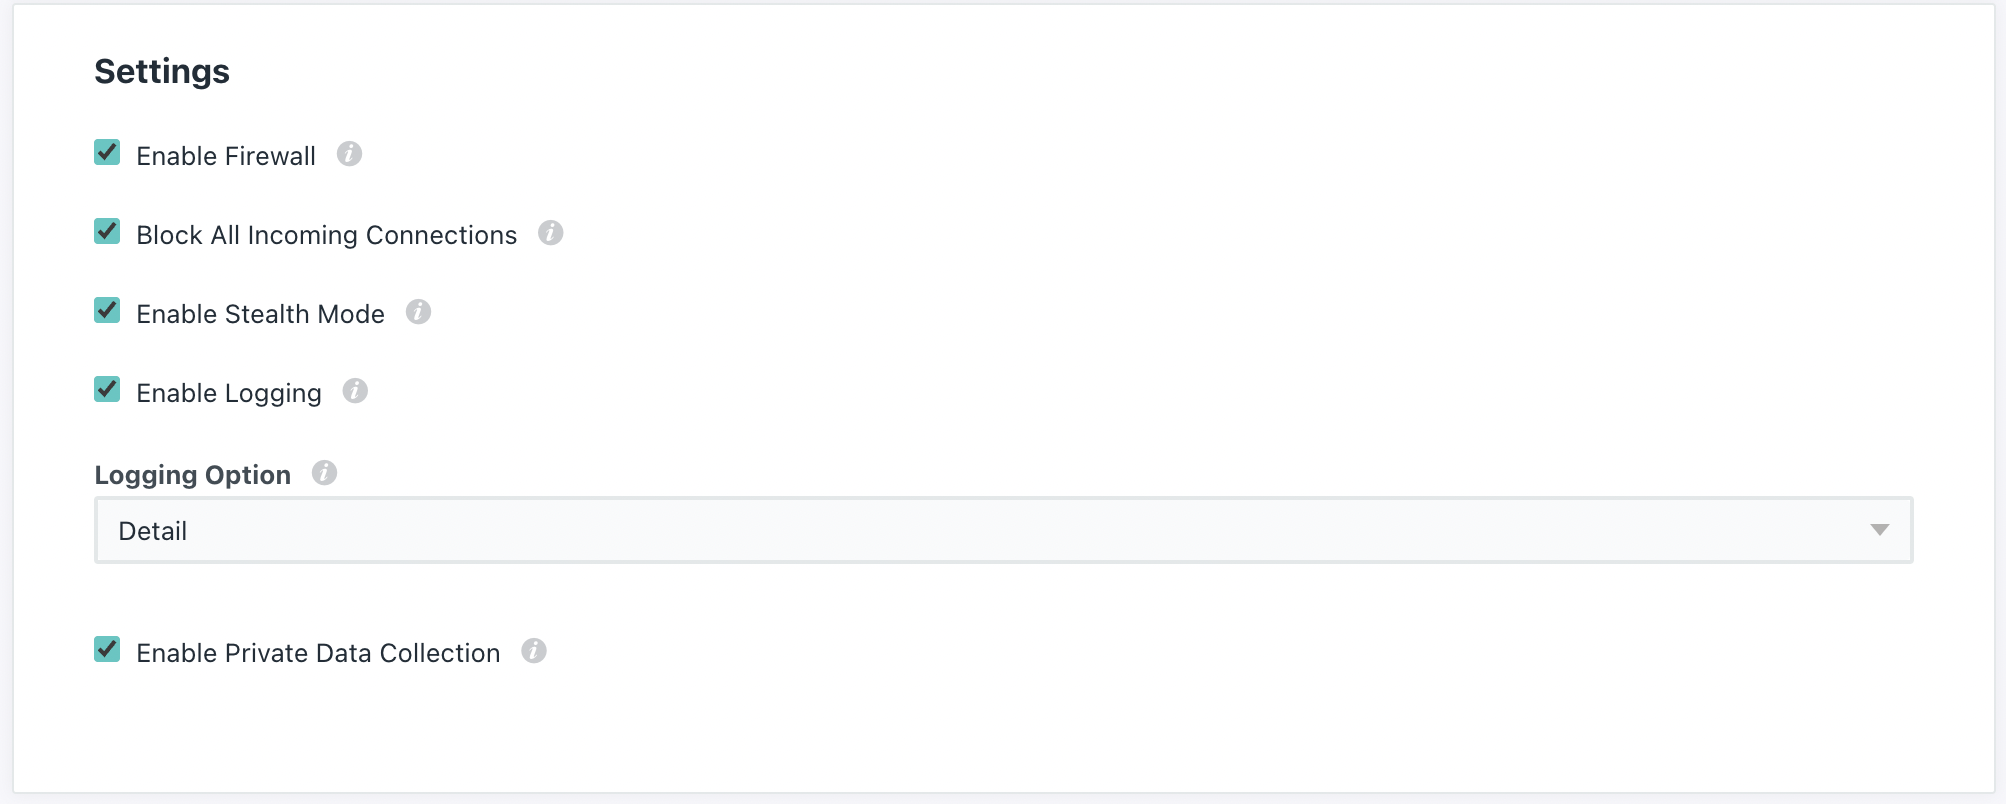 Settings
Enable Firewall
Block All Incoming Connections
Enable Stealth Mode
Enable Logging
Logging Option
Detail
Enable Private Data Collection